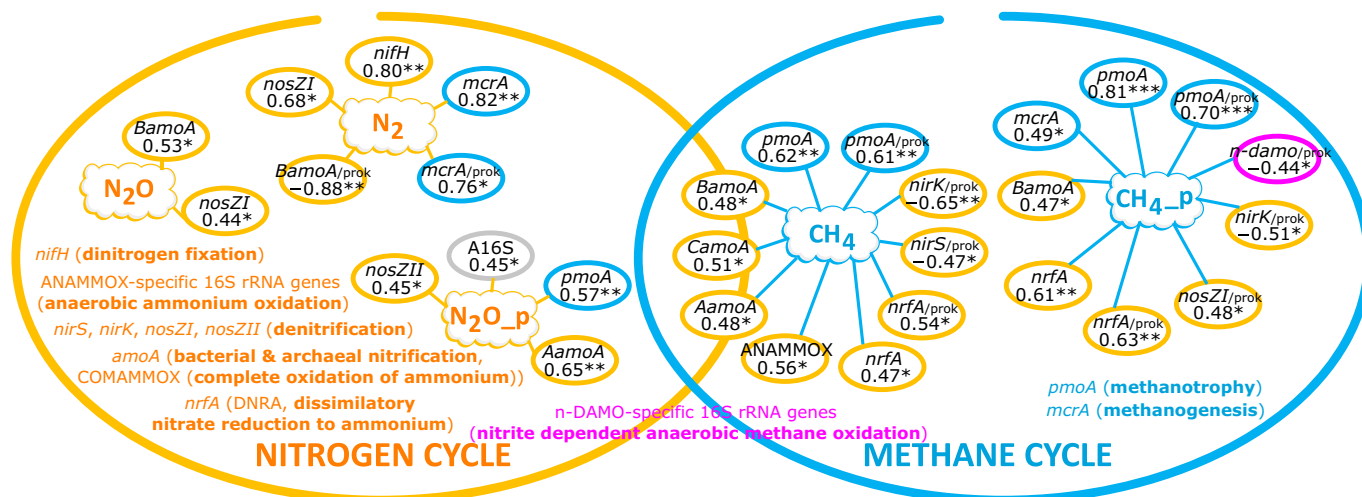 nifH
0.80**
nosZI
0.68*
mcrA
0.82**
N2
BamoA
0.53*
BamoA/prok
−0.88**
mcrA/prok
0.76*
N2O
nosZI
0.44*
nifH (dinitrogen fixation)
ANAMMOX-specific 16S rRNA genes
(anaerobic ammonium oxidation)
nirS, nirK, nosZI, nosZII (denitrification)
amoA (bacterial & archaeal nitrification,
COMAMMOX (complete oxidation of ammonium))
nrfA (DNRA, dissimilatory
nitrate reduction to ammonium)
A16S
0.45*
nosZII
0.45*
pmoA
0.57**
N2O_p
AamoA
0.65**
NITROGEN CYCLE
pmoA
0.62**
pmoA/prok
0.61**
BamoA
0.48*
nirK/prok
−0.65**
CH4
CamoA
0.51*
nirS/prok
−0.47*
AamoA
0.48*
nrfA/prok
0.54*
ANAMMOX
0.56*
nrfA
0.47*
n-DAMO-specific 16S rRNA genes
(nitrite dependent anaerobic methane oxidation)
pmoA
0.81***
pmoA/prok
0.70***
mcrA
0.49*
n-damo/prok
−0.44*
BamoA
0.47*
CH4_p
nirK/prok
−0.51*
nrfA
0.61**
nosZI/prok
0.48*
nrfA/prok
0.63**
pmoA (methanotrophy)
mcrA (methanogenesis)
METHANE CYCLE